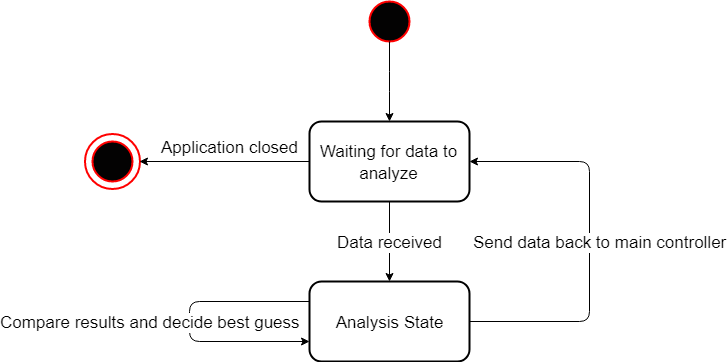 Application closed
Waiting for data to
analyze
Data received
Send data back to main controller
Compare results and decide best guess
Analysis State